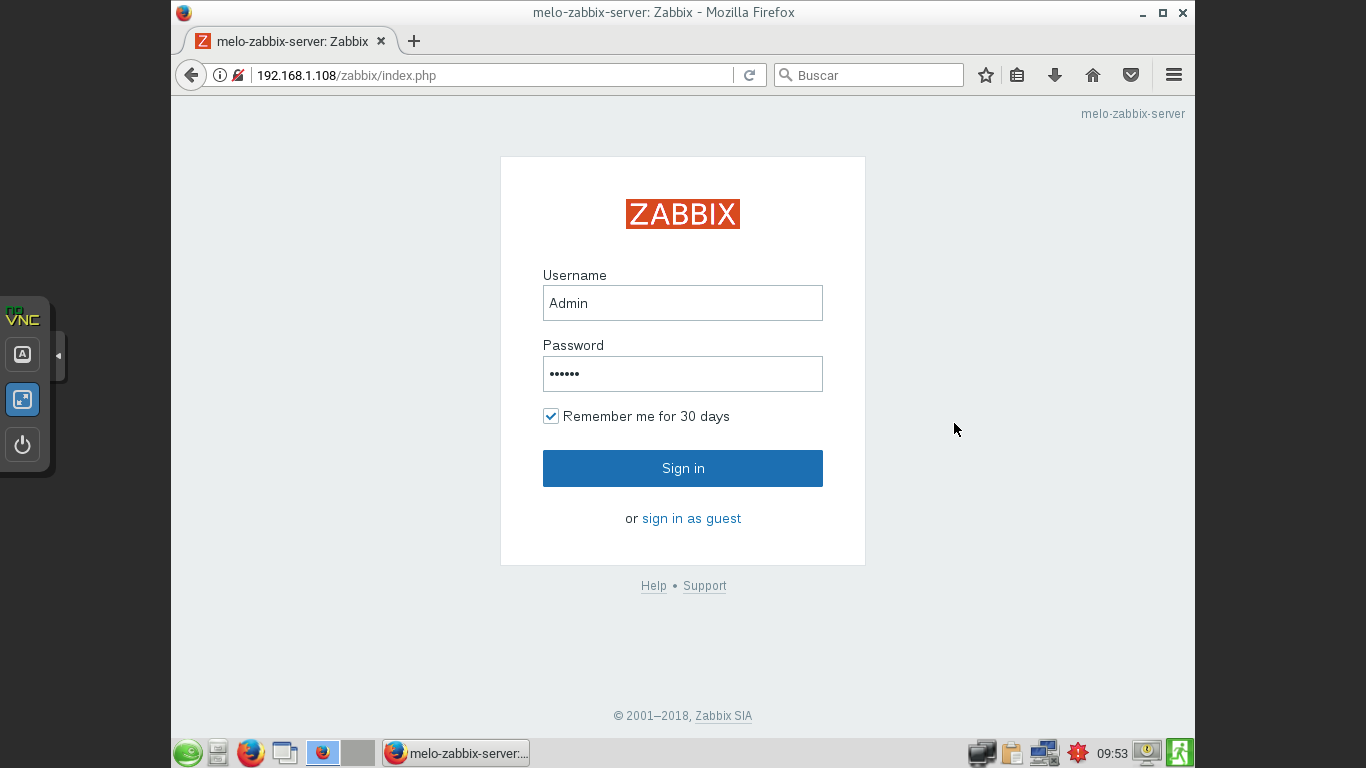 melo-zabbix-server: Zabbix - Mozilla Firefox
Z melo-zabbix-server: Zabbix
192.168.1.108/zabbix/index.php
Buscar
melo-zabbix-server
ZABBIX
Username
Admin
Password
••••••
Remember me for 30 days
Sign in
or sign in as guest
Help • Support
© 2001–2018, Zabbix SIA
no
VNC
A
melo-zabbix-server:...
09:53